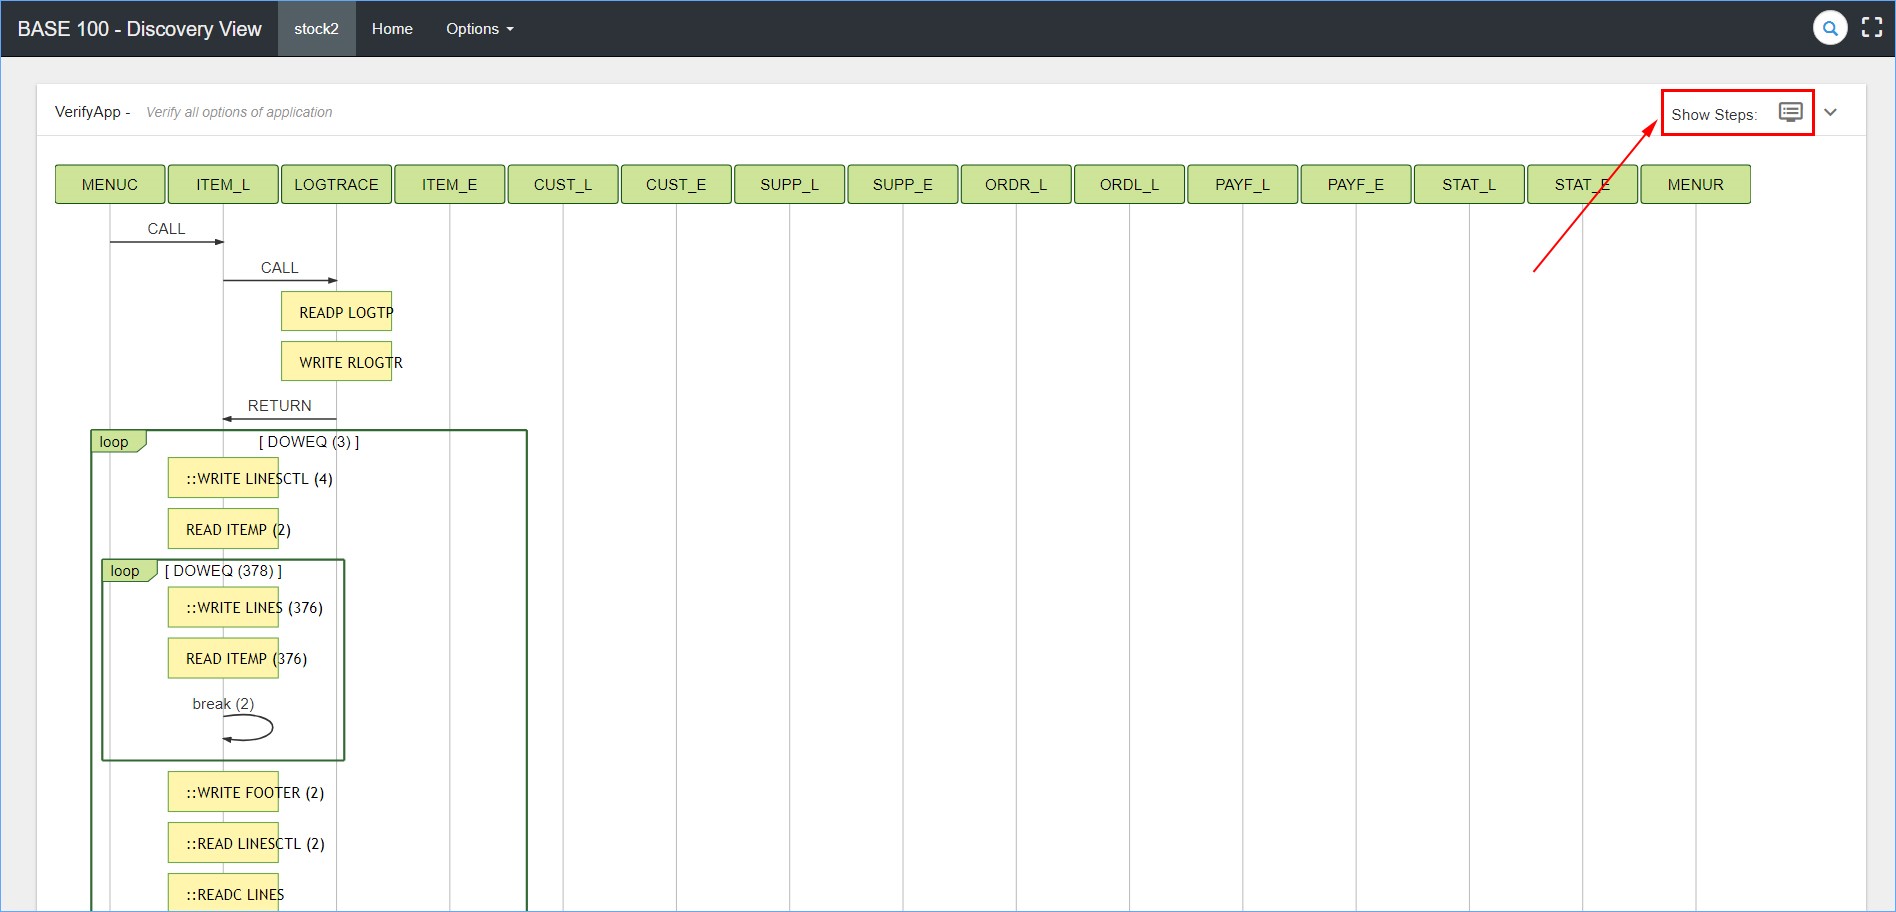 BASE 100 - Discovery View stock2 Home Options
VerifyApp - Verify all options of application Show Steps:
MENUC ITEM_L LOGTRACE ITEM_E CUST_L CUST_E SUPP_L SUPP_E ORDR_L ORDL_L PAYF_L PAYF_E STAT_L STAT_E MENUR
CALL
CALL
READP LOGTP
WRITE RLOGTR
RETURN
loop [ DOWEQ (3) ]
::WRITE LINESCTL (4)
READ ITEMP (2)
loop [ DOWEQ (378) ]
::WRITE LINES (376)
READ ITEMP (376)
break (2)
::WRITE FOOTER (2)
::READ LINESCTL (2)
::READC LINES